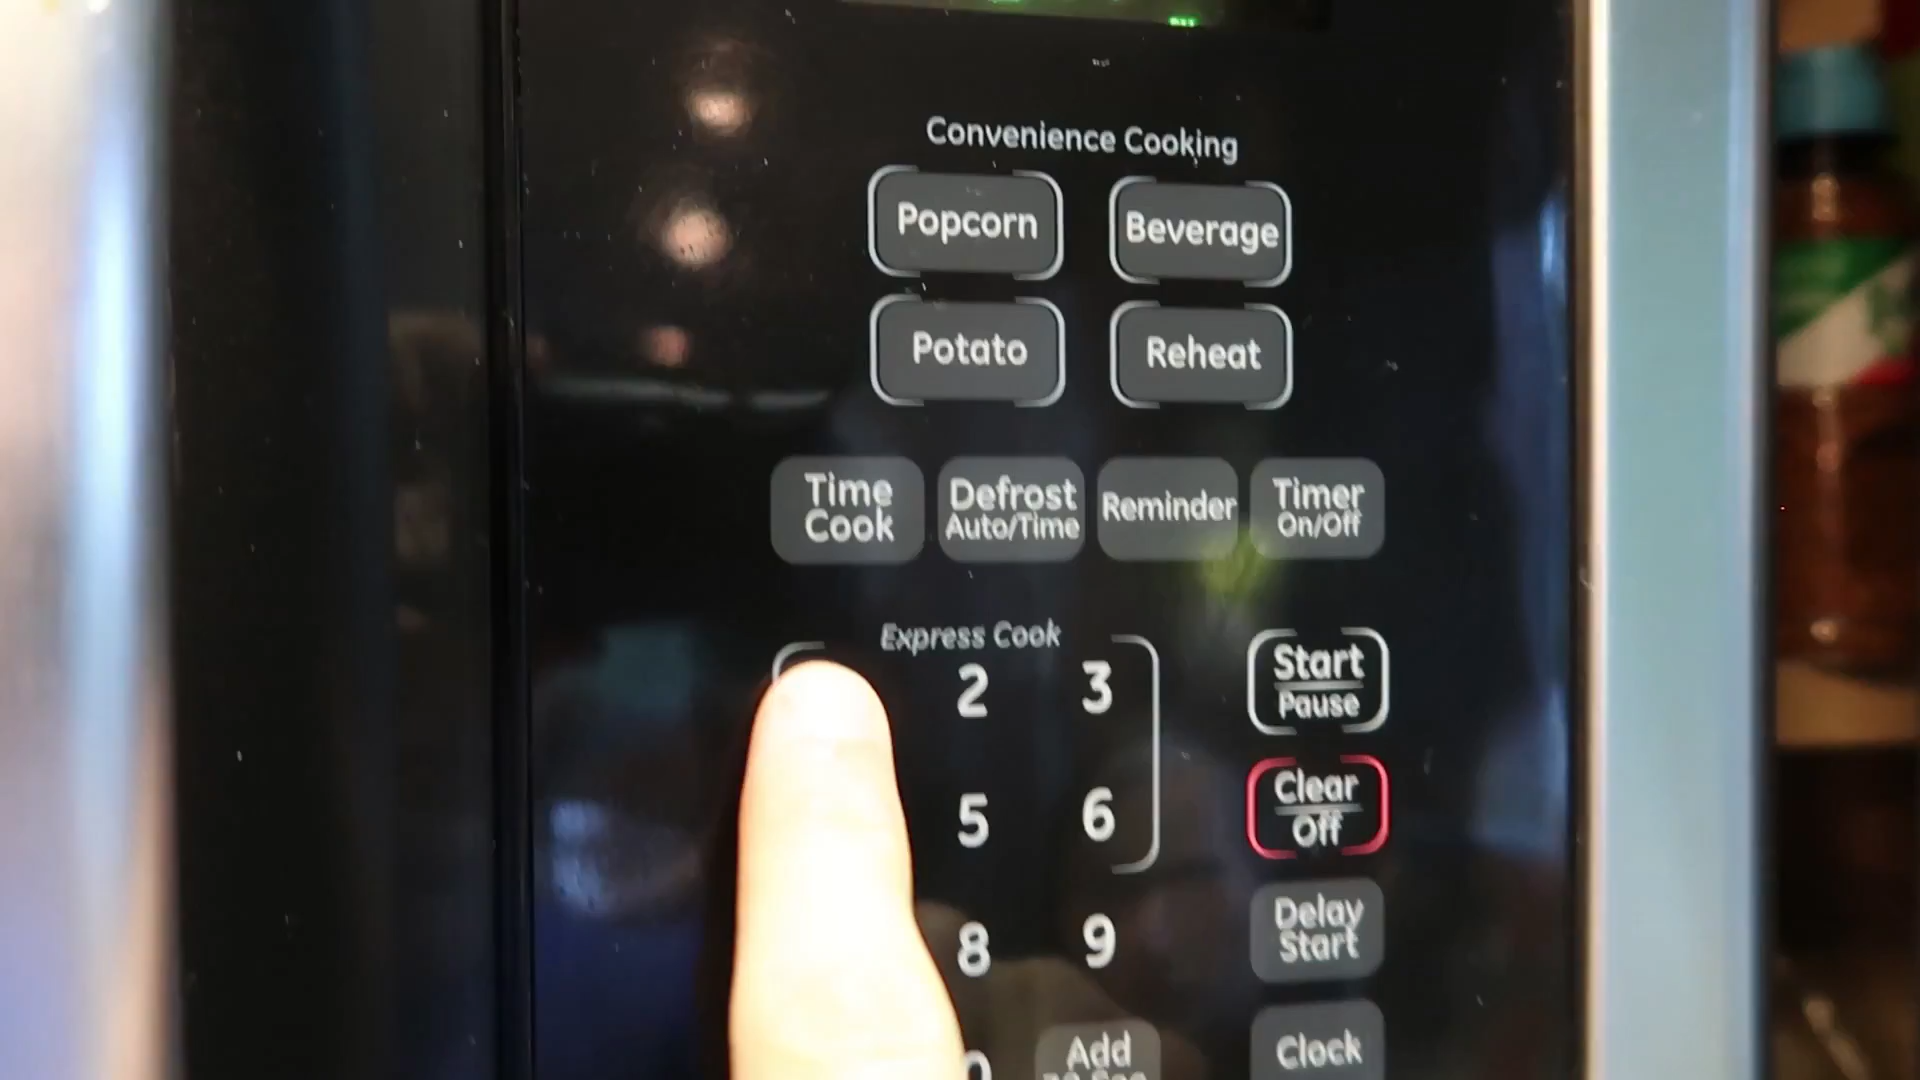 Convenience Cooking
Popcorn
Beverage
Potato
Reheat
Time
Cook
Defrost
Auto/Time
Reminder
Timer
On/Off
Express Cook
2
3
Start
Pause
5
6
Clear
Off
8
9
Delay
Start
0
Add
Clock